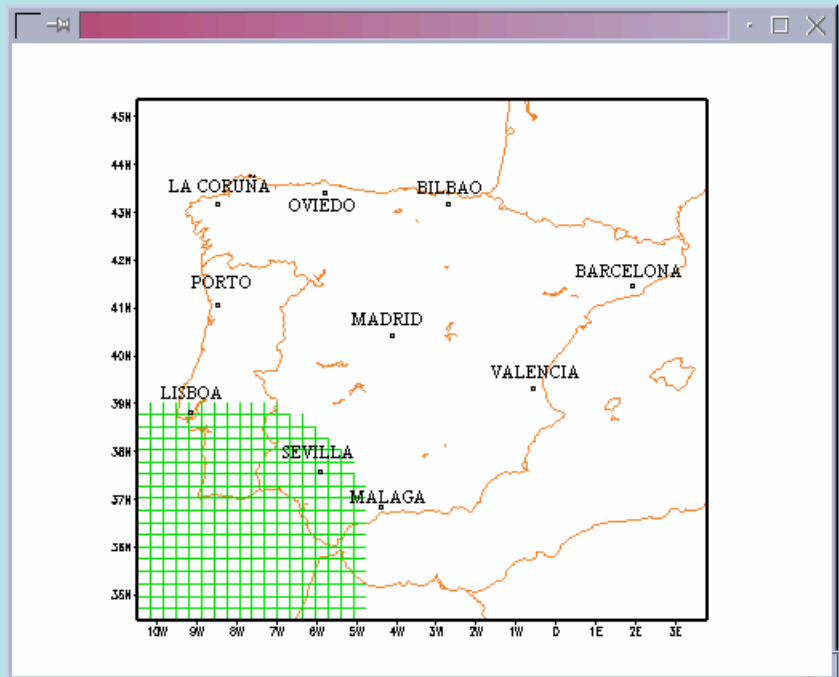 45N
44N
LA CORUÑA
BILBAO
OVIEDO
43N
42N
BARCELONA
PORTO
41N
MADRID
40N
VALENCIA
LISBOA
39N
38N
SEVILLA
37N
MALAGA
36N
35N
10W 9W 8W 7W 6W 5W 4W 3W 2W 1W 0 1E 2E 3E